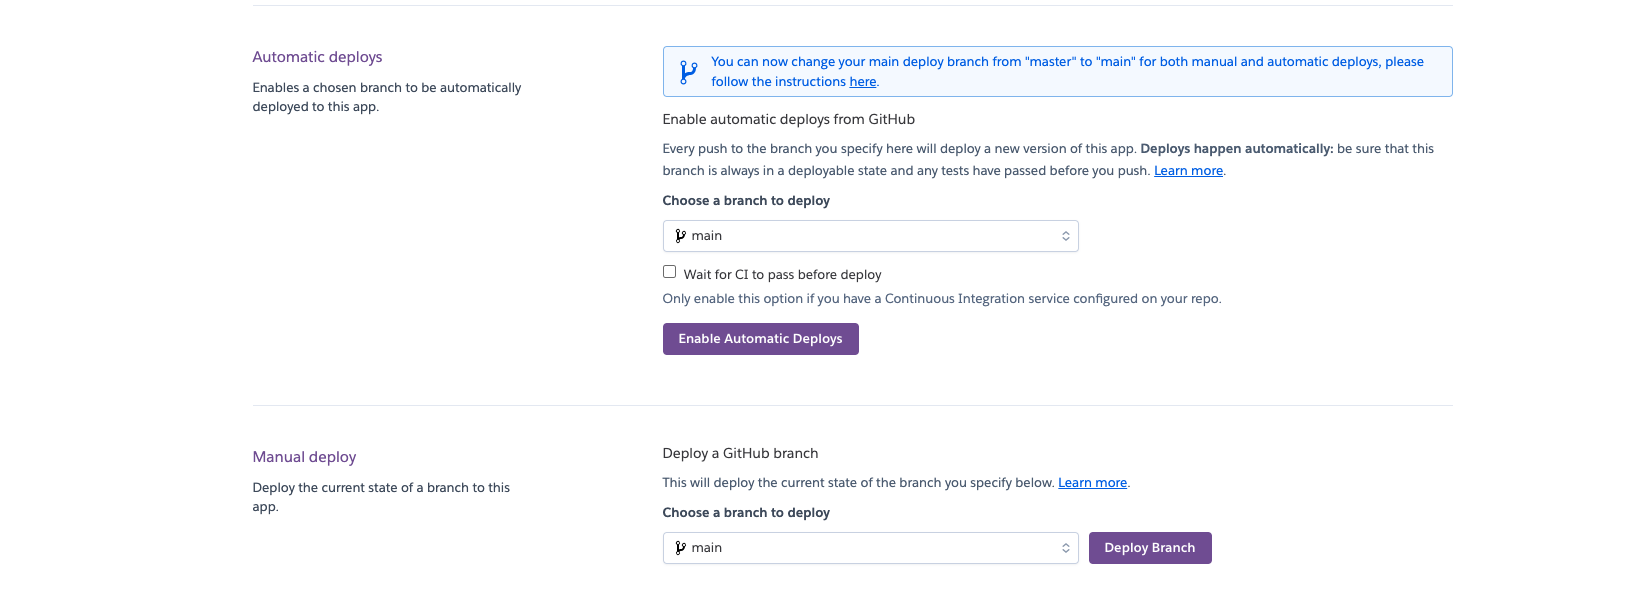 Automatic deploys
Enables a chosen branch to be automatically
deployed to this app.
You can now change your main deploy branch from "master" to "main" for both manual and automatic deploys, please
follow the instructions here.
Enable automatic deploys from GitHub
Every push to the branch you specify here will deploy a new version of this app. Deploys happen automatically: be sure that this
branch is always in a deployable state and any tests have passed before you push. Learn more.
Choose a branch to deploy
main
Wait for CI to pass before deploy
Only enable this option if you have a Continuous Integration service configured on your repo.
Enable Automatic Deploys
Manual deploy
Deploy the current state of a branch to this
app.
Deploy a GitHub branch
This will deploy the current state of the branch you specify below. Learn more.
Choose a branch to deploy
main
Deploy Branch